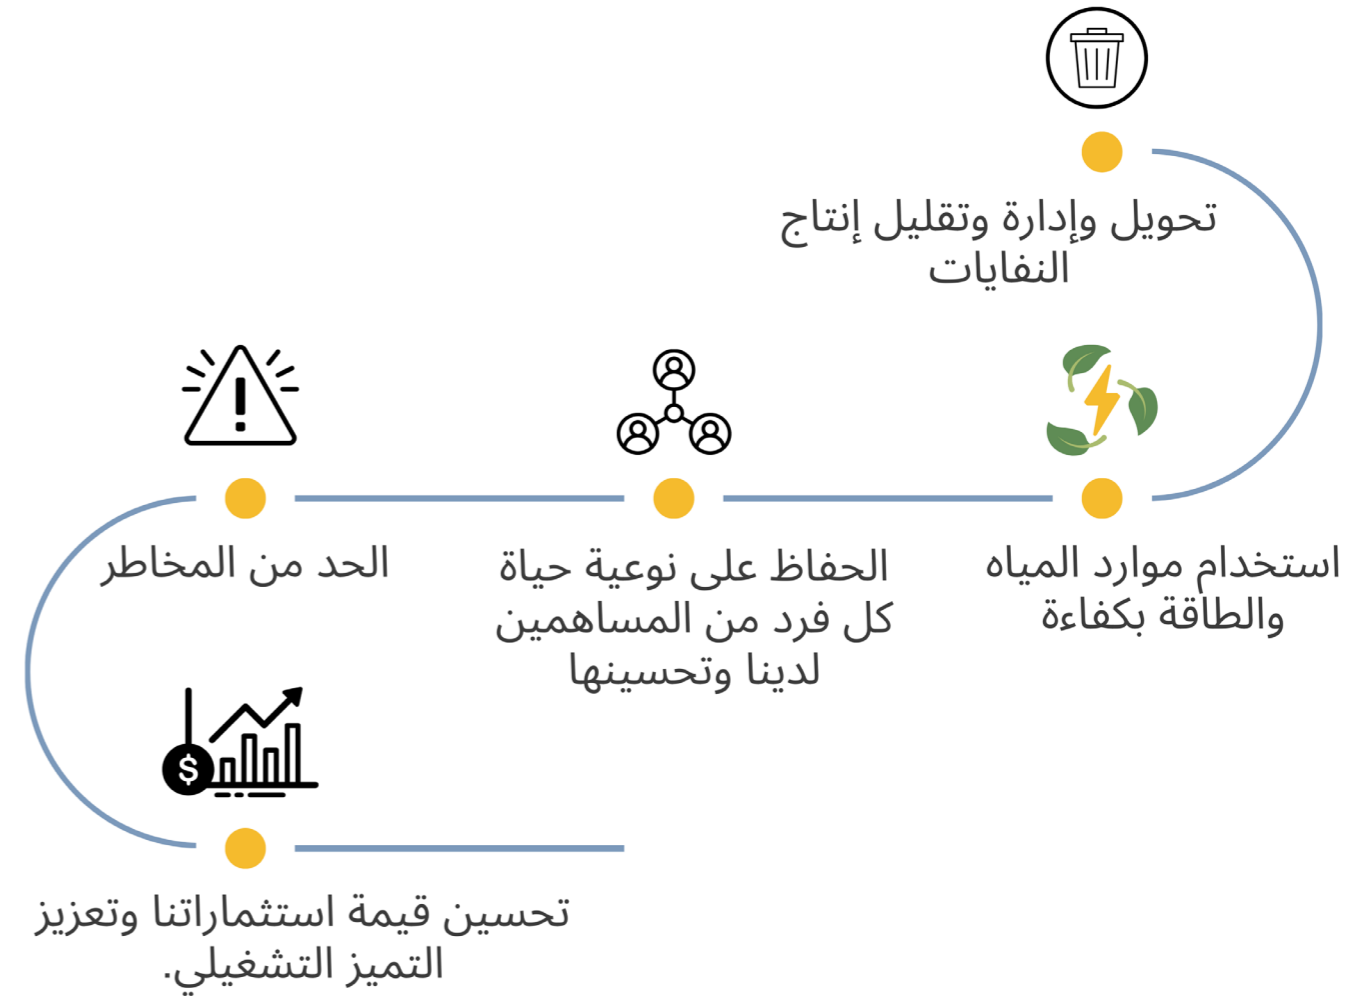 تحويل وإدارة وتقليل إنتاج
النفايات
استخدام موارد المياه
والطاقة بكفاءة
الحفاظ على نوعية حياة
كل فرد من المساهمين
لدينا وتحسينها
الحد من المخاطر
$
تحسين قيمة استثماراتنا وتعزيز
التميز التشغيلي.